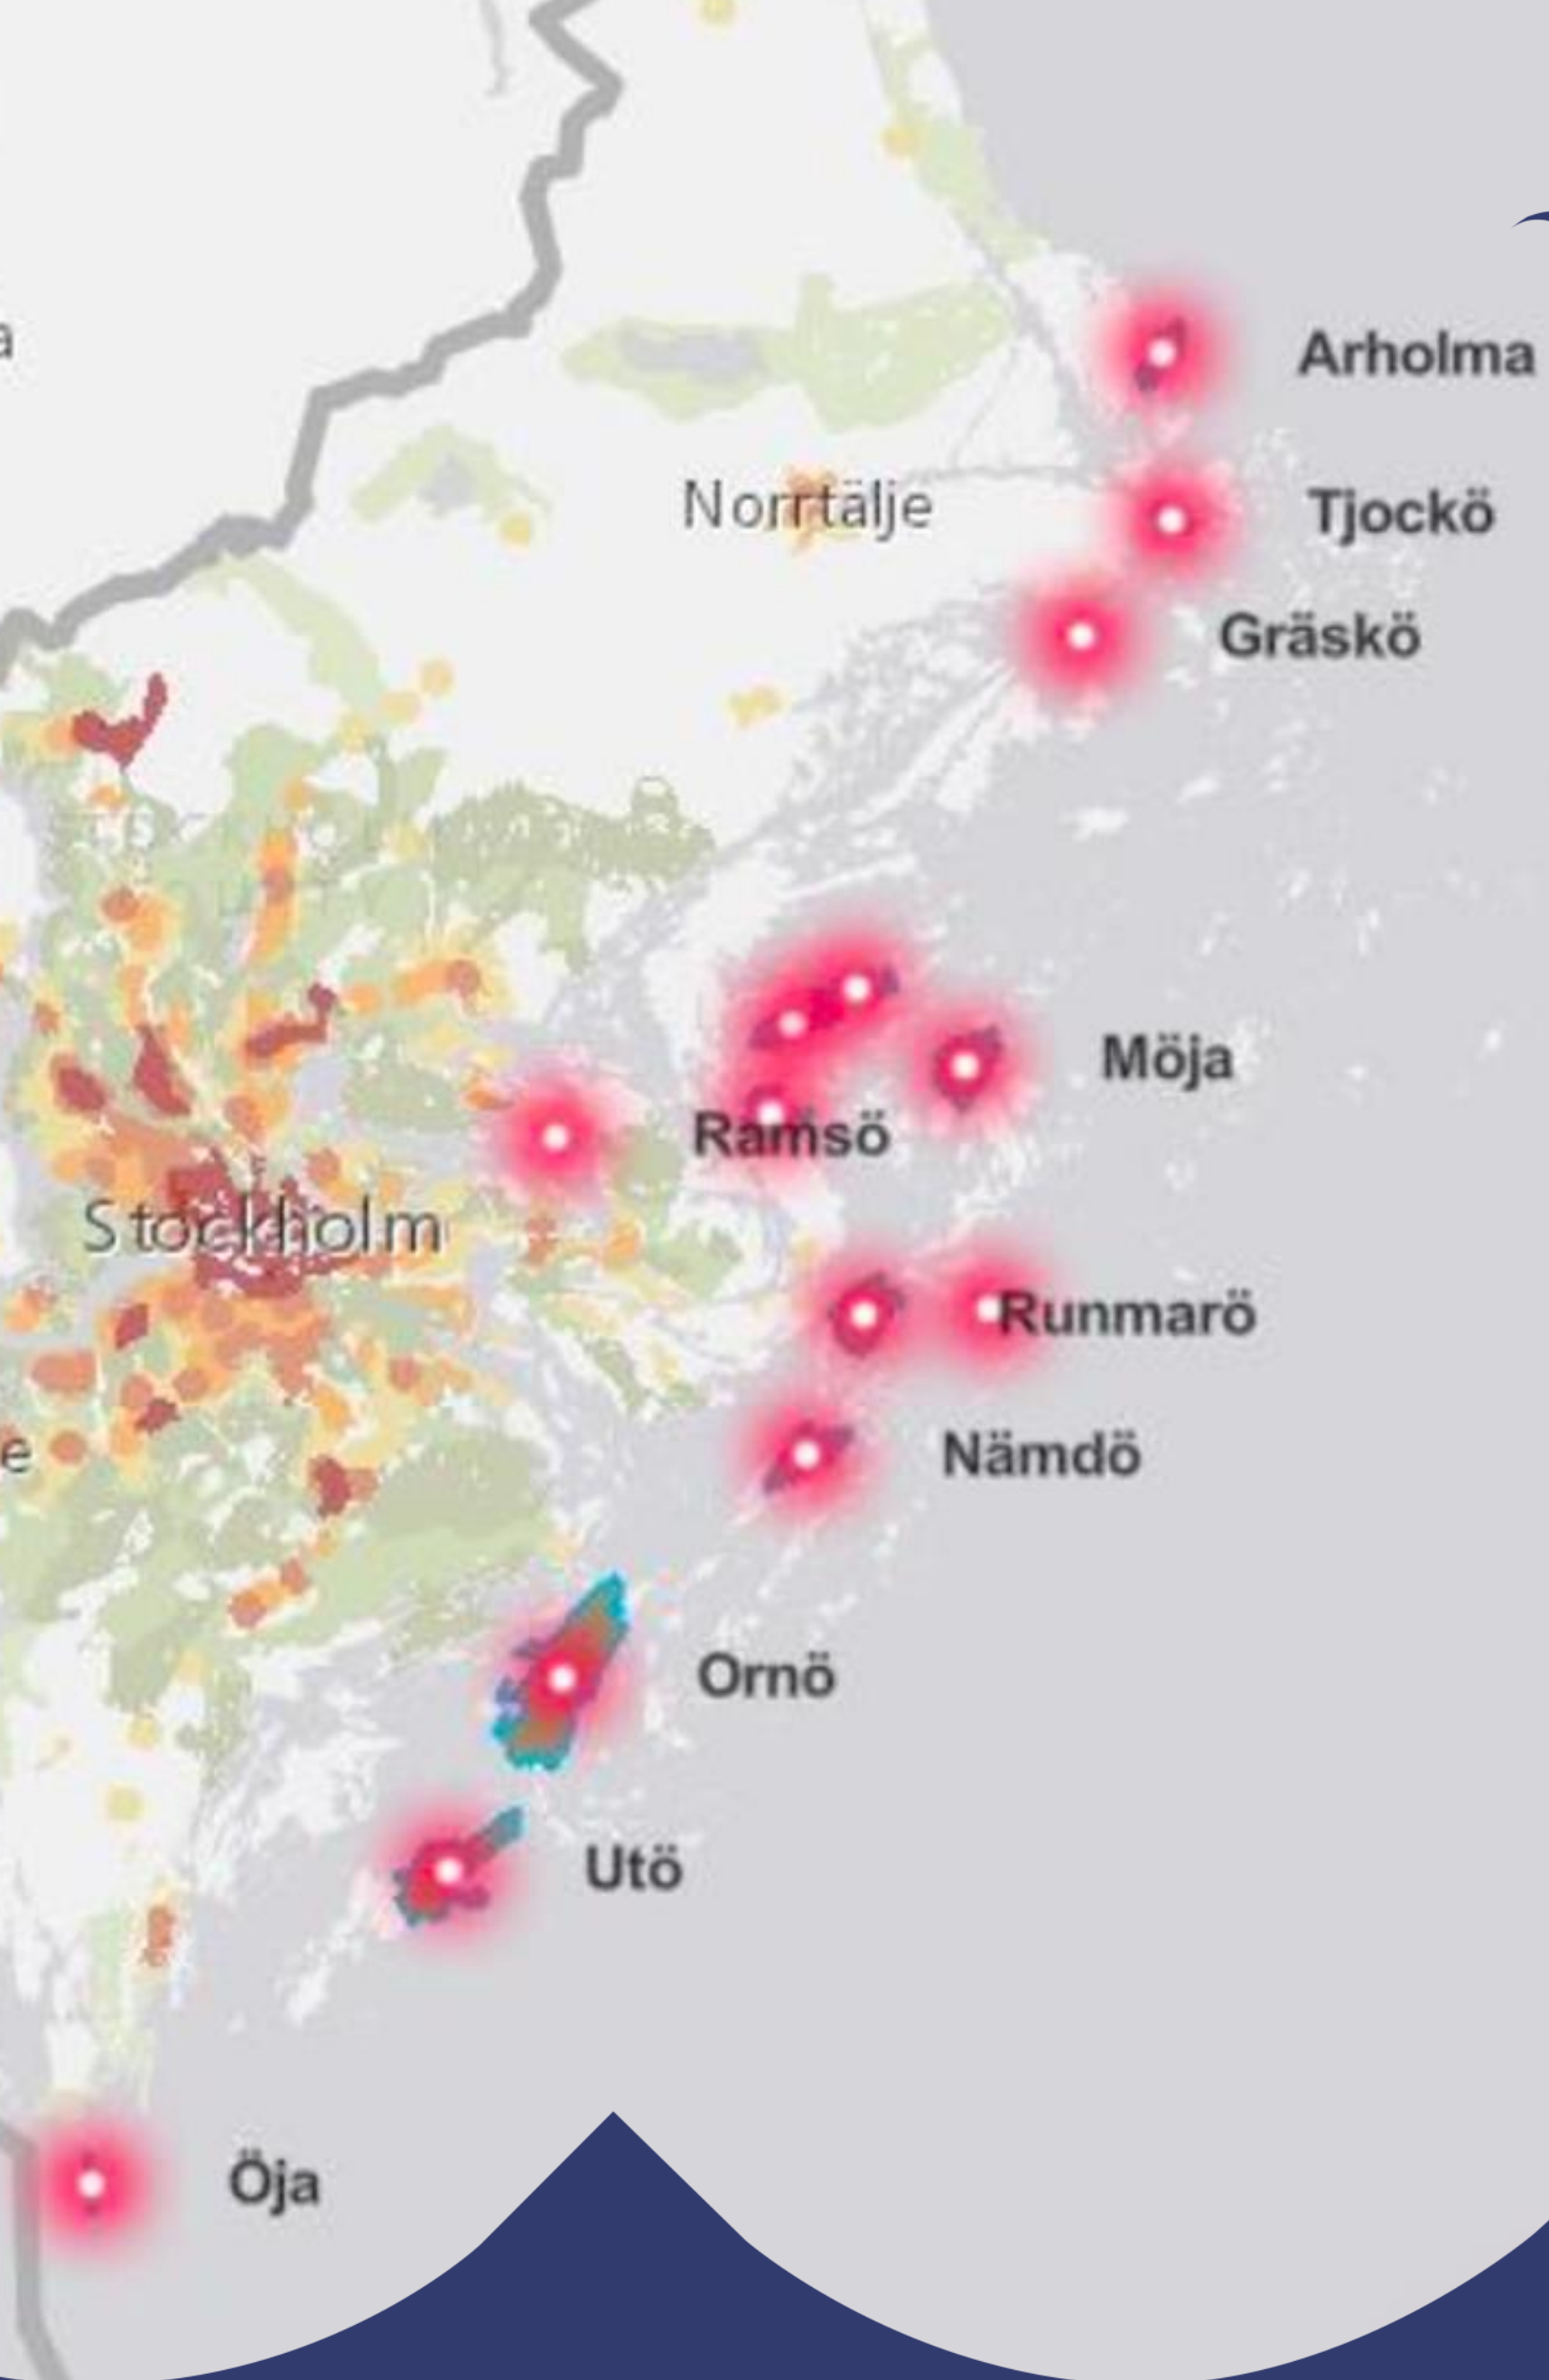 a
Arholma
Norrtälje
Tjockö
Gräskö
Möja
Ramsö
Stockholm
Runmarö
e
Nämdö
Ornö
Utö
Öja